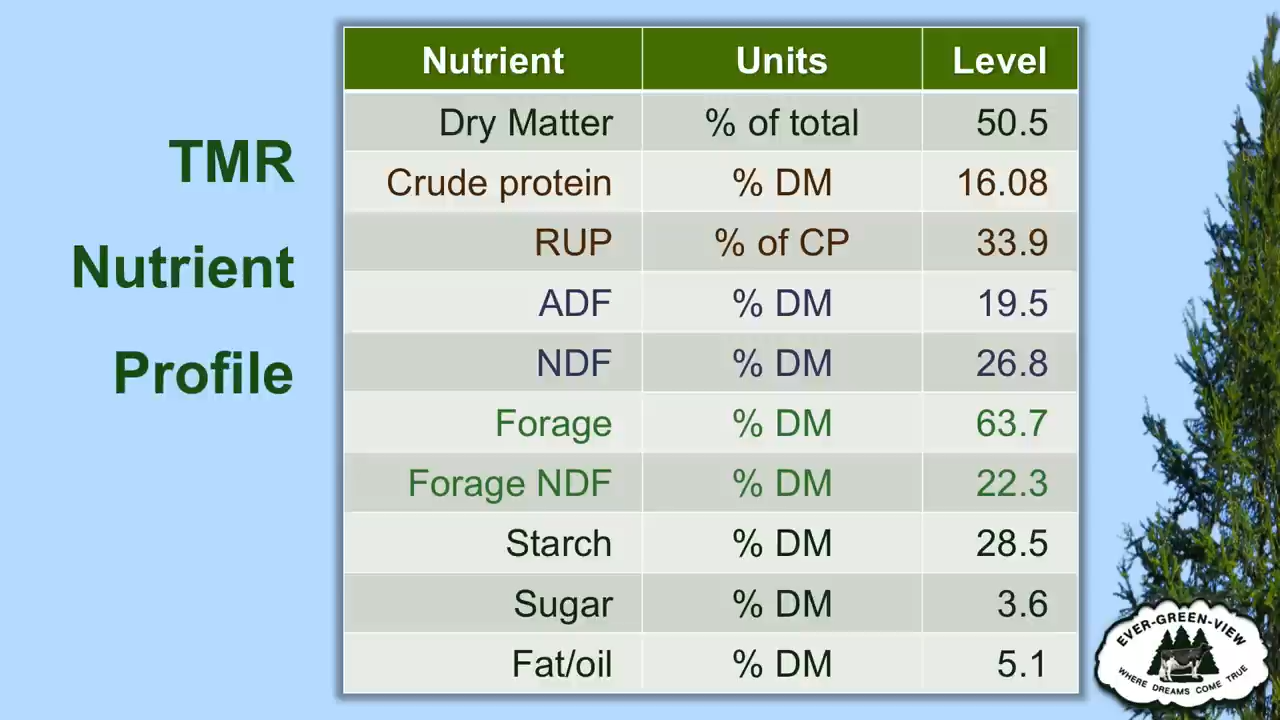 TMR
Nutrient
Profile
Nutrient Units Level
Dry Matter % of total 50.5
Crude protein % DM 16.08
RUP % of CP 33.9
ADF % DM 19.5
NDF % DM 26.8
Forage % DM 63.7
Forage NDF % DM 22.3
Starch % DM 28.5
Sugar % DM 3.6
Fat/oil % DM 5.1
EVER-GREEN-VIEW
WHERE DREAMS COME TRUE